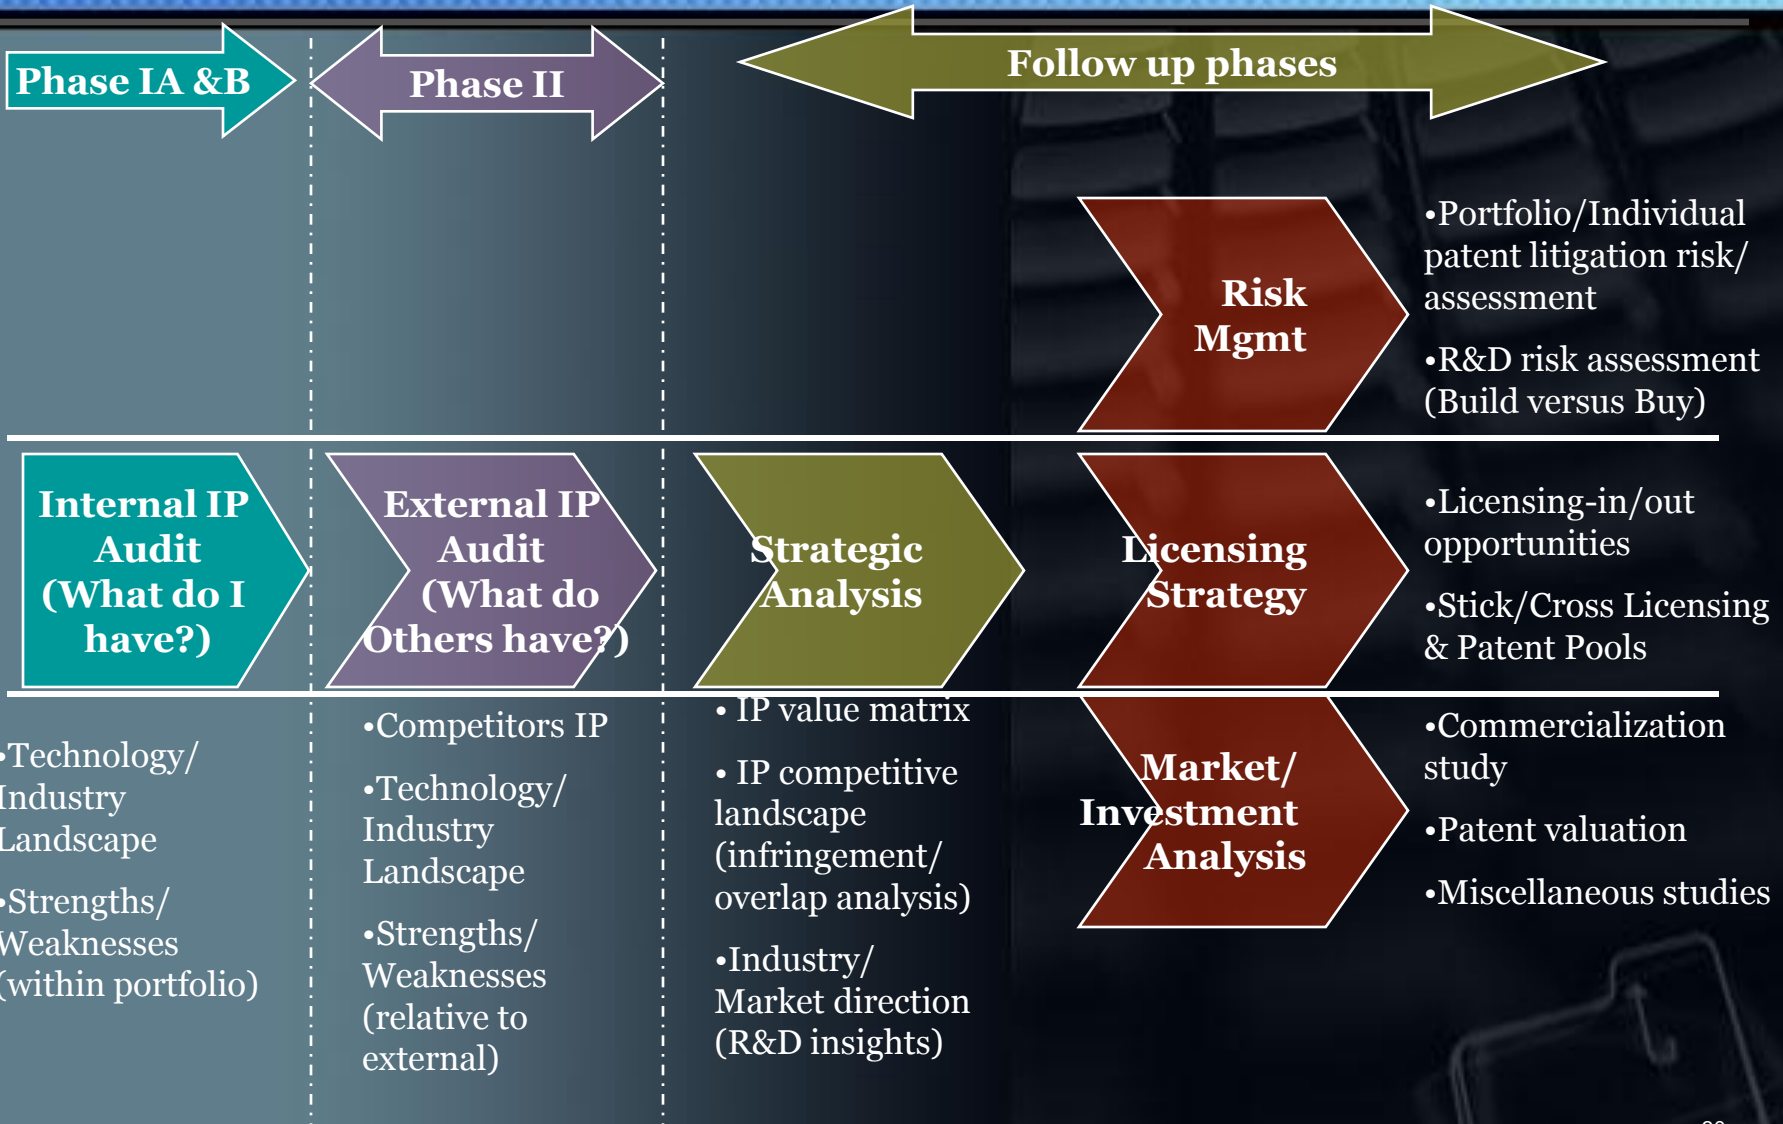 Phase IA &B
Phase II
Follow up phases
Risk
Mgmt
•Portfolio/Individual
patent litigation risk/
assessment
•R&D risk assessment
(Build versus Buy)
Internal IP
Audit
(What do I
have?)
External IP
Audit
(What do
Others have?)
Strategic
Analysis
Licensing
Strategy
•Licensing-in/out
opportunities
•Stick/Cross Licensing
& Patent Pools
•Technology/
Industry
Landscape
•Strengths/
Weaknesses
(within portfolio)
•Competitors IP
•Technology/
Industry
Landscape
•Strengths/
Weaknesses
(relative to
external)
• IP value matrix
• IP competitive
landscape
(infringement/
overlap analysis)
•Industry/
Market direction
(R&D insights)
Market/
Investment
Analysis
•Commercialization
study
•Patent valuation
•Miscellaneous studies